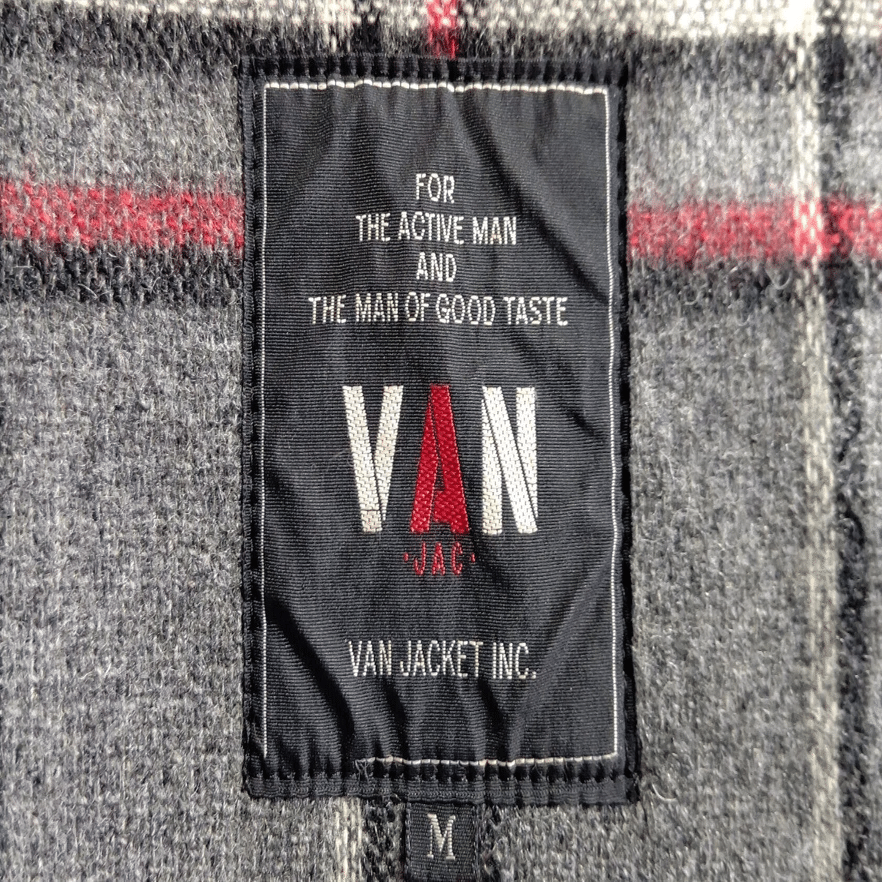 FOR
THE ACTIVE MAN
AND
THE MAN OF GOOD TASTE
VAN
·JAC·
VAN JACKET INC.
M